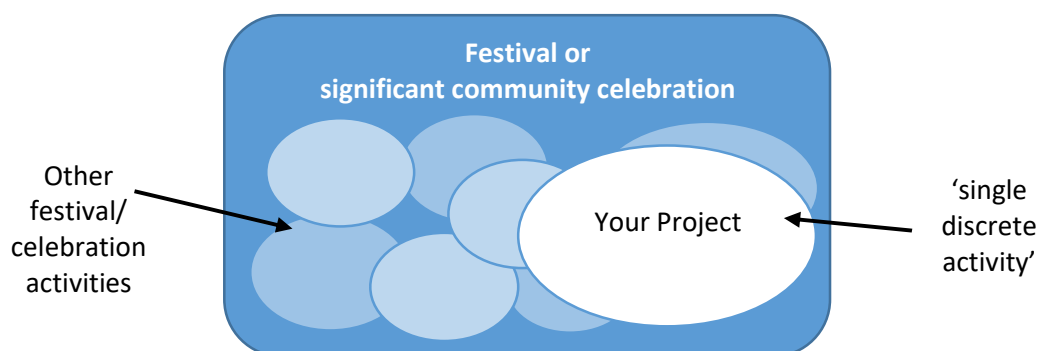 Festival or
significant community celebration
Other
festival/
celebration
activities
Your Project
‘single
discrete
activity’